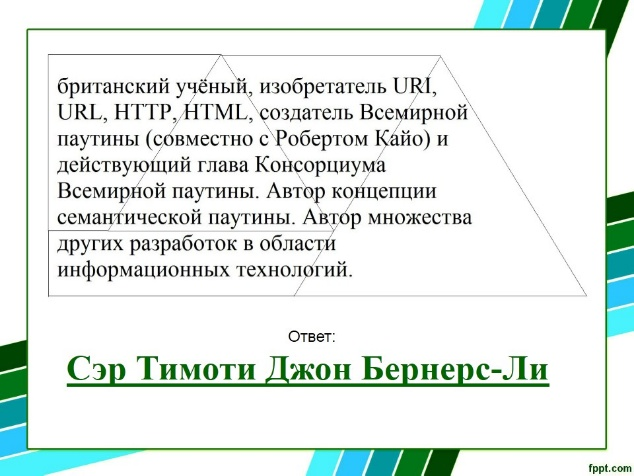 британский учёный, изобретатель URI,
URL, HTTP, HTML, создатель Всемирной
паутины (совместно с Робертом Кайо) и
действующий глава Консорциума
Всемирной паутины. Автор концепции
семантической паутины. Автор множества
других разработок в области
информационных технологий.
Ответ:
Сэр Тимоти Джон Бернерс-Ли
fppt.com